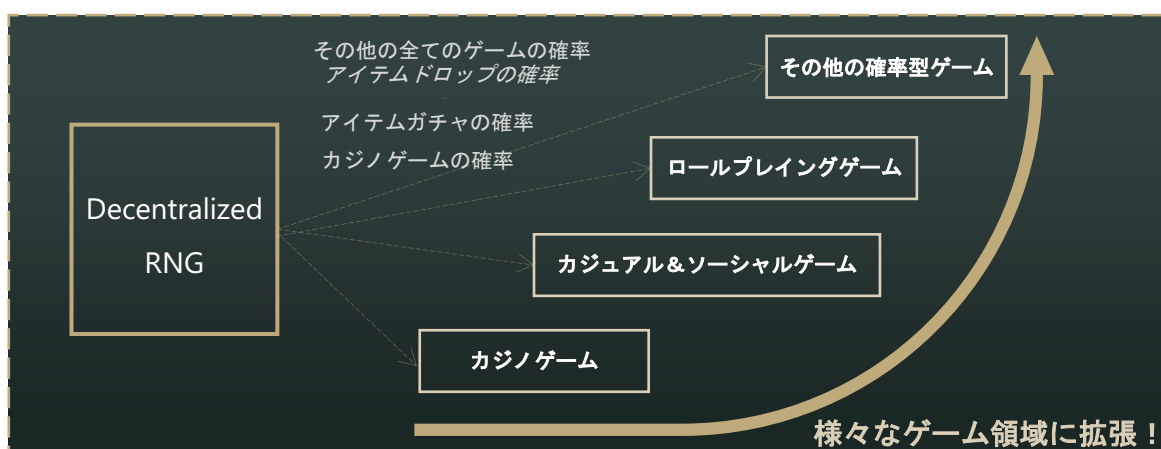 その他の全てのゲームの確率
アイテムドロップの確率
アイテムガチャの確率
カジノゲームの確率
Decentralized
RNG
その他の確率型ゲーム
ロールプレイングゲーム
カジュアル＆ソーシャルゲーム
カジノゲーム
様々なゲーム領域に拡張！